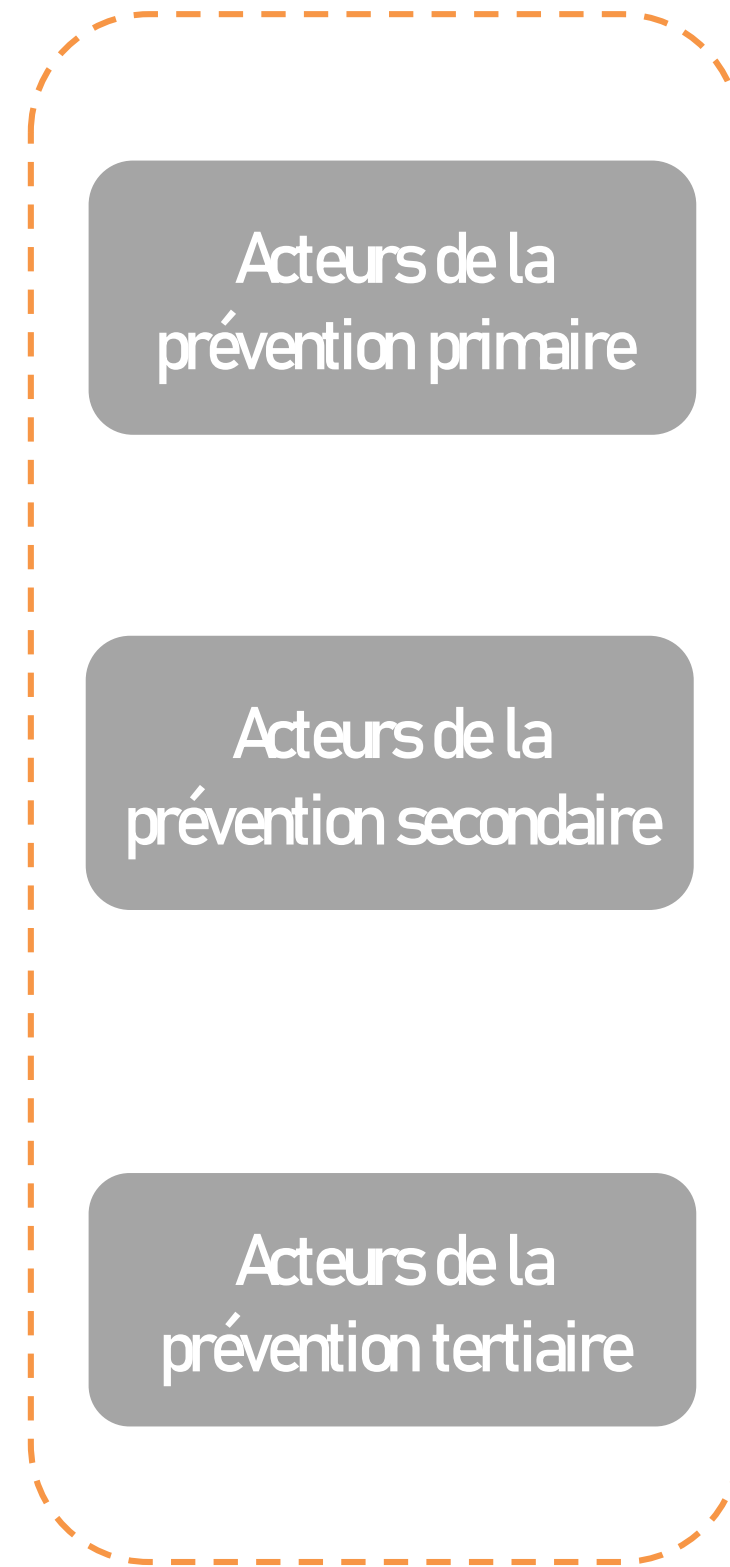 Acteurs de la
prévention primaire
Acteurs de la
prévention secondaire
Acteurs de la
prévention tertiaire